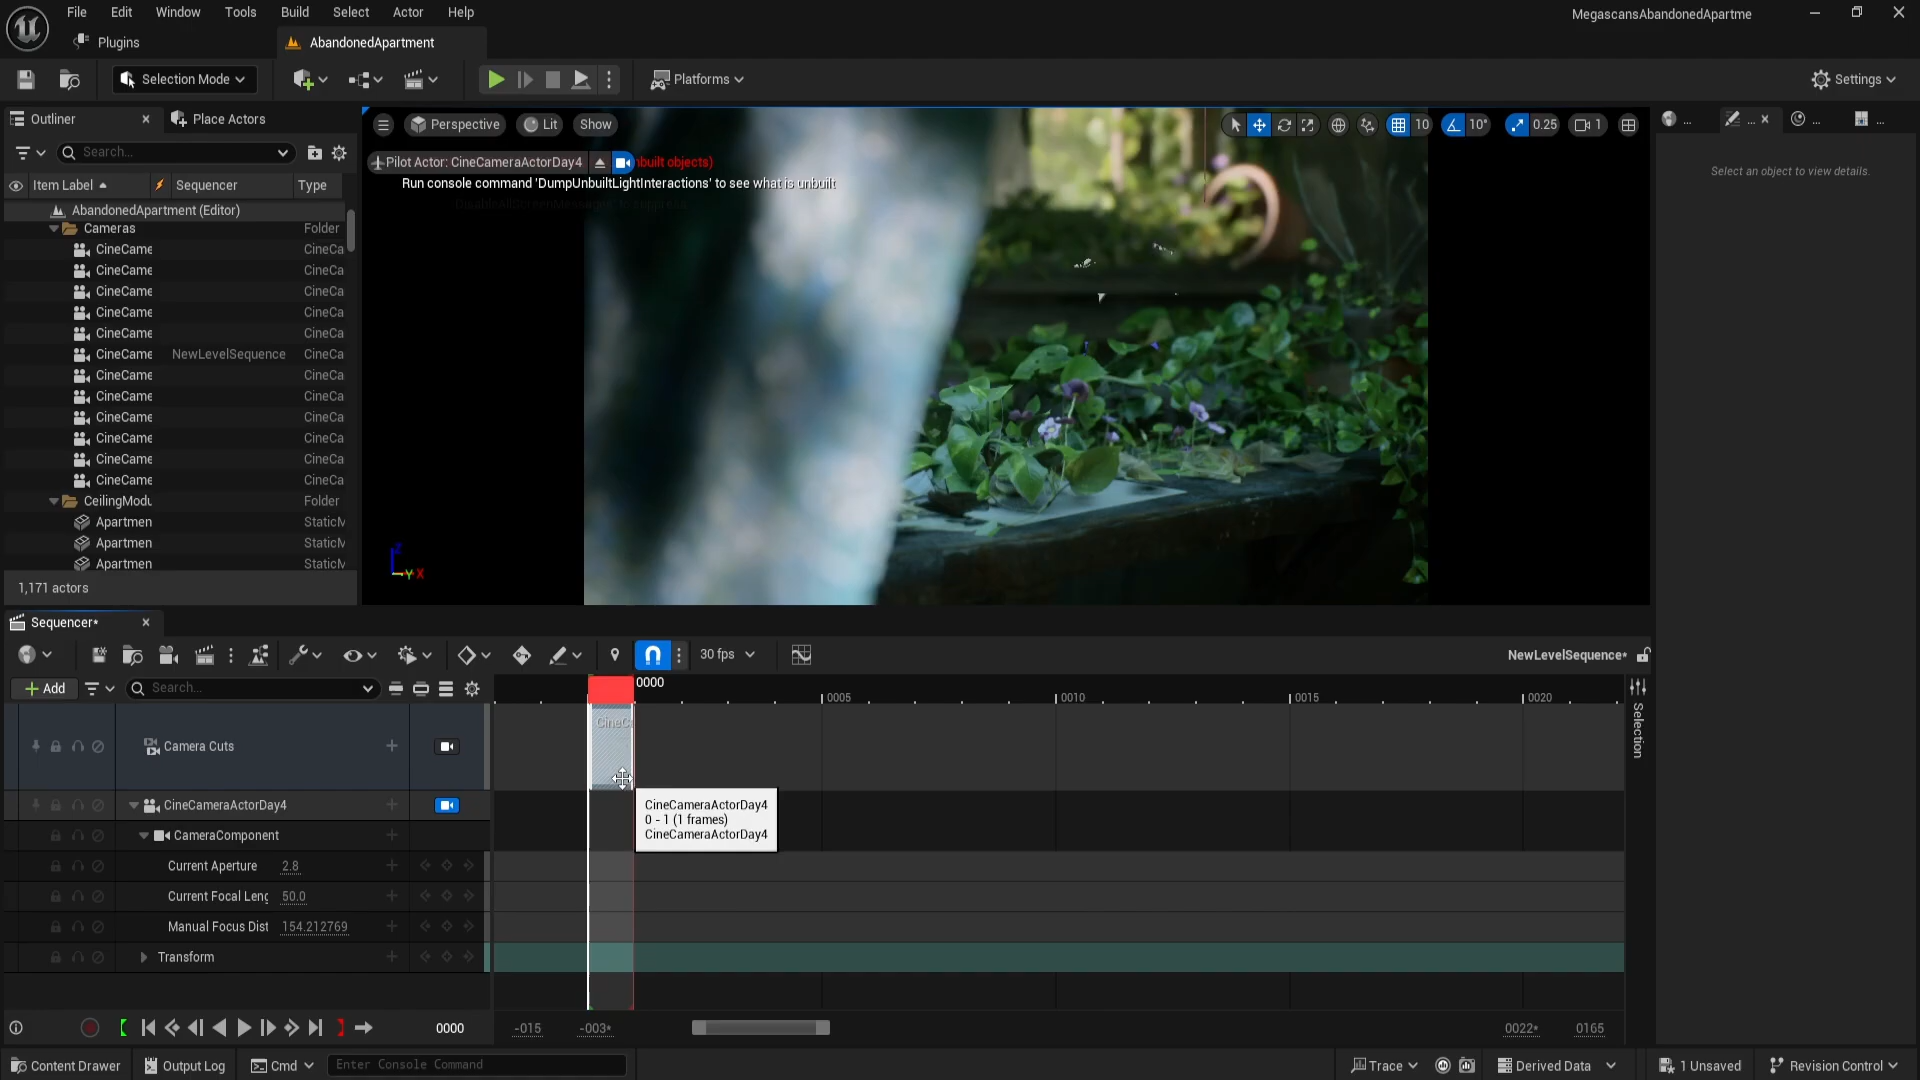 File Edit Window Tools Build Select Actor Help
MegascansAbandonedApartme
Plugins
AbandonedApartment
Selection Mode
Platforms
Settings
Outliner
Place Actors
Perspective
Lit
Show
10
10°
0.25
1
Search...
Pilot Actor: CineCameraActorDay4
nbuilt objects)
Run console command 'DumpUnbuiltLightInteractions' to see what is unbuilt
Select an object to view details.
Item Label Sequencer Type
AbandonedApartment (Editor)
Cameras Folder
CineCame CineCa
CineCame CineCa
CineCame CineCa
CineCame CineCa
CineCame CineCa
CineCame NewLevelSequence CineCa
CineCame CineCa
CineCame CineCa
CineCame CineCa
CineCame CineCa
CineCame CineCa
CineCame CineCa
CeilingModu Folder
Apartmen StaticM
Apartmen StaticM
Apartmen StaticM
Z
Y X
1,171 actors
Sequencer*
30 fps
NewLevelSequence*
Add
Search...
0000
0005
0010
0015
0020
Selection
Camera Cuts
CineC
CineCameraActorDay4
CineCameraActorDay4
0 - 1 (1 frames)
CineCameraActorDay4
CameraComponent
Current Aperture 2.8
Current Focal Leng 50.0
Manual Focus Dist 154.212769
Transform
0000
-015
-003*
0022*
0165
Content Drawer
Output Log
Cmd
Enter Console Command
Trace
Derived Data
1 Unsaved
Revision Control